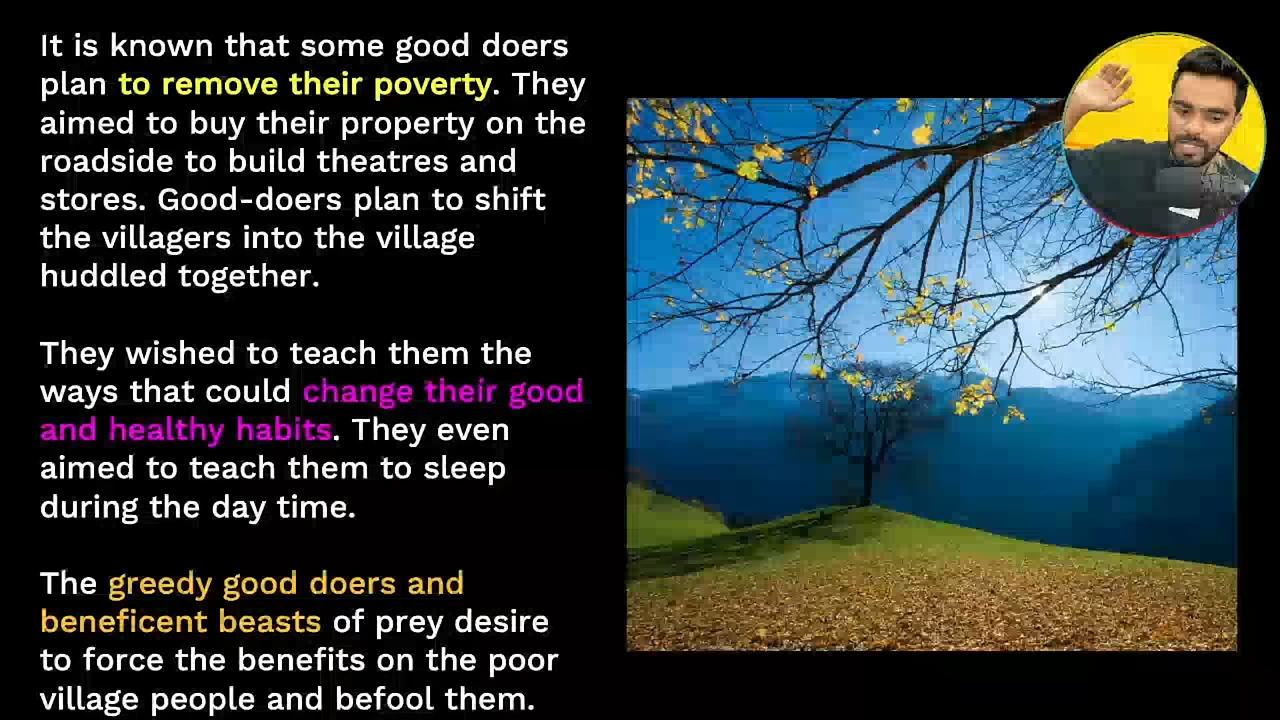 It is known that some good doers
plan to remove their poverty. They
aimed to buy their property on the
roadside to build theatres and
stores. Good-doers plan to shift
the villagers into the village
huddled together.
They wished to teach them the
ways that could change their good
and healthy habits. They even
aimed to teach them to sleep
during the day time.
The greedy good doers and
beneficent beasts of prey desire
to force the benefits on the poor
village people and befool them.